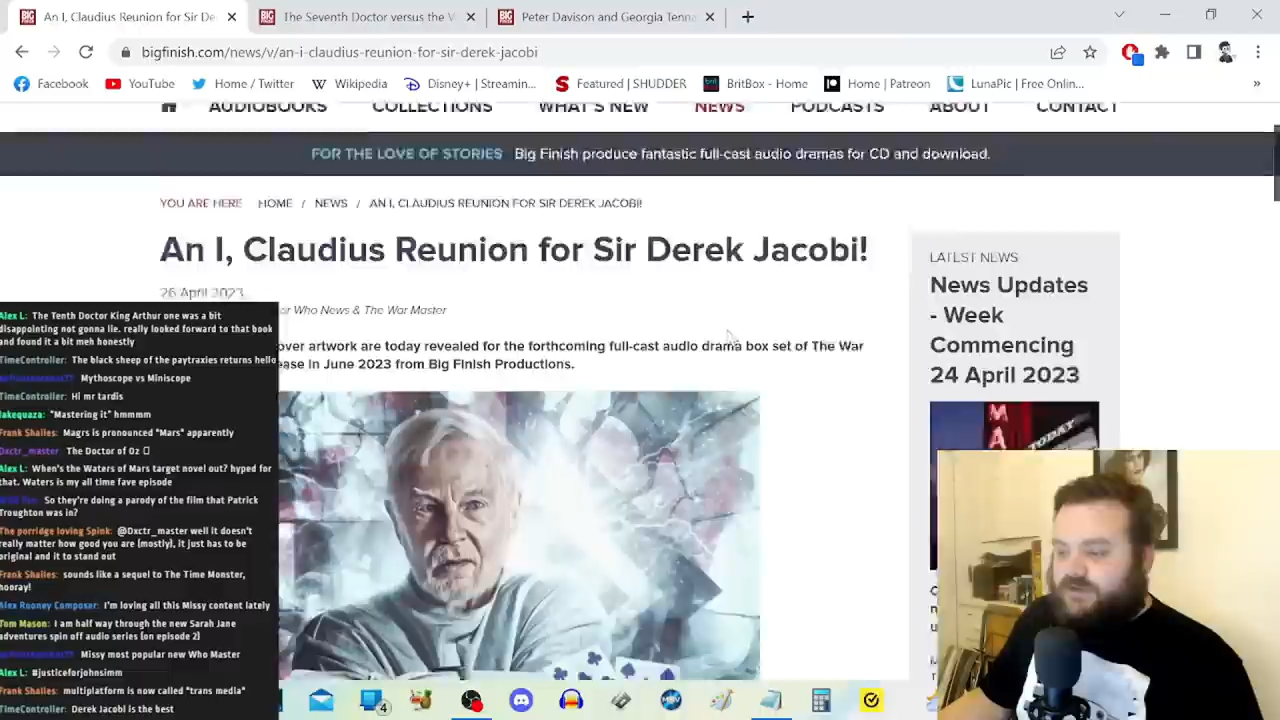 An I, Claudius Reunion for Sir De
The Seventh Doctor versus the V
Peter Davison and Georgia Tenna
bigfinish.com/news/v/an-i-claudius-reunion-for-sir-derek-jacobi
Facebook YouTube Home / Twitter Wikipedia Disney+ | Streamin... Featured | SHUDDER BritBox - Home Home | Patreon LunaPic | Free Onlin...
AUDIOBOOKS COLLECTIONS WHAT'S NEW NEWS PODCASTS ABOUT CONTACT
FOR THE LOVE OF STORIES Big Finish produce fantastic full-cast audio dramas for CD and download.
YOU ARE HERE HOME / NEWS / AN I, CLAUDIUS REUNION FOR SIR DEREK JACOBI!
An I, Claudius Reunion for Sir Derek Jacobi!
26 April 2023
or Who News & The War Master
over artwork are today revealed for the forthcoming full-cast audio drama box set of The War
ease in June 2023 from Big Finish Productions.
LATEST NEWS
News Updates
- Week
Commencing
24 April 2023
TODAY
Alex L: The Tenth Doctor King Arthur one was a bit
disappointing not gonna lie. really looked forward to that book
and found it a bit meh honestly
TimeController: The black sheep of the paytraxies returns hello
Mythoscope vs Miniscope
TimeController: Hi mr tardis
Jakequaza: "Mastering it" hmmmm
Frank Shailes: Magrs is pronounced "Mars" apparently
Dxctr_master The Doctor of Oz
Alex L: When's the Waters of Mars target novel out? hyped for
that. Waters is my all time fave episode
So they're doing a parody of the film that Patrick
Troughton was in?
The porridge loving Spink: @Dxctr_master well it doesn't
really matter how good you are (mostly), it just has to be
original and it to stand out
Frank Shailes: sounds like a sequel to The Time Monster,
hooray!
Alex Rooney Composer: I'm loving all this Missy content lately
Tom Mason: I am half way through the new Sarah Jane
adventures spin off audio series (on episode 2)
Missy most popular new Who Master
Alex L: #justiceforjohnsimm
Frank Shailes: multiplatform is now called "trans media"
TimeController: Derek Jacobi is the best
4